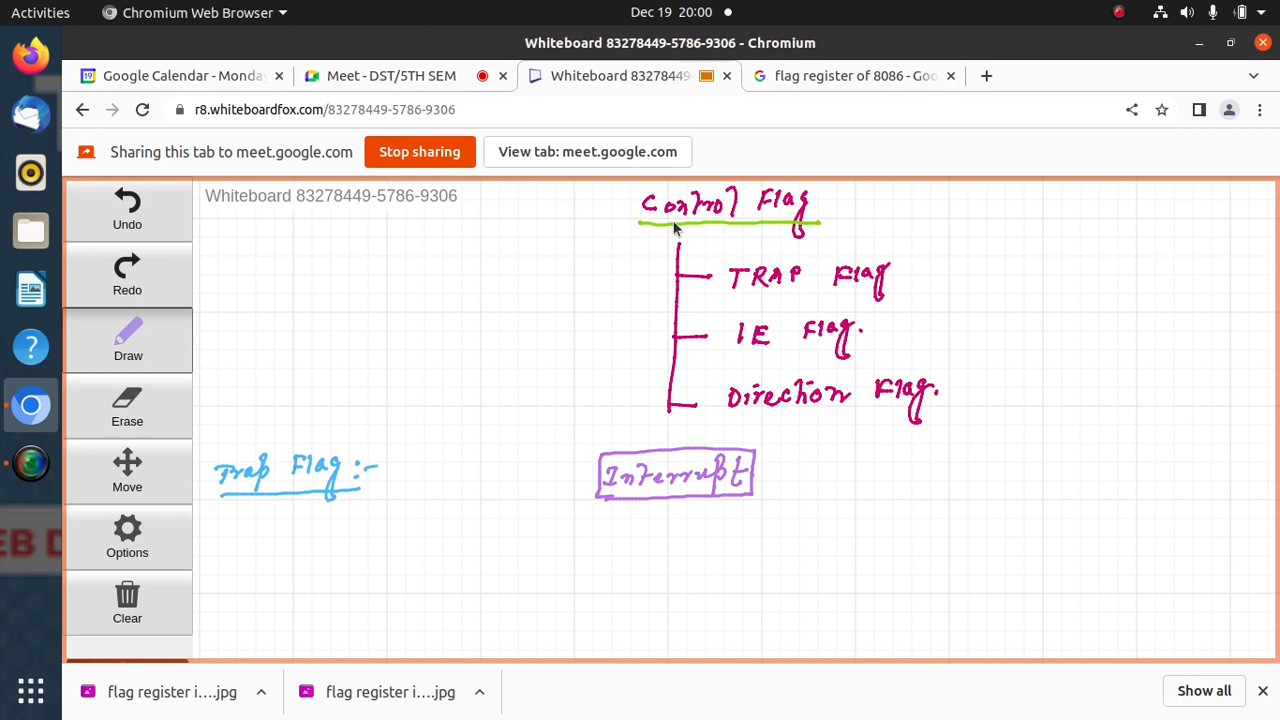 Activities Chromium Web Browser Dec 19 20:00
Whiteboard 83278449-5786-9306 - Chromium
19 Google Calendar - Monda Meet - DST/5TH SEM Whiteboard 83278449 flag register of 8086 - Goo
r8.whiteboardfox.com/83278449-5786-9306
Sharing this tab to meet.google.com Stop sharing View tab: meet.google.com
Whiteboard 83278449-5786-9306
Undo
Redo
Draw
Erase
Move
Options
Clear
Control Flag
TRAP Flag
IE Flag.
Direction Flag.
Trap Flag :-
Interrupt
EB D
flag register i....jpg flag register i....jpg Show all